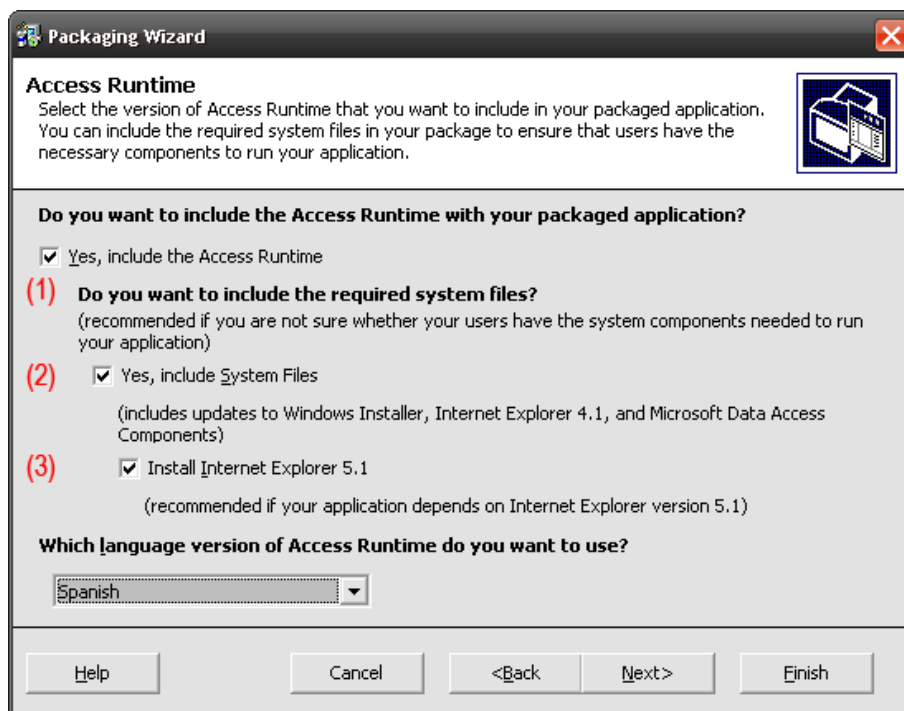 Packaging Wizard
Access Runtime
Select the version of Access Runtime that you want to include in your packaged application.
You can include the required system files in your package to ensure that users have the
necessary components to run your application.
Do you want to include the Access Runtime with your packaged application?
Yes, include the Access Runtime
(1) Do you want to include the required system files?
(recommended if you are not sure whether your users have the system components needed to run
your application)
(2) Yes, include System Files
(includes updates to Windows Installer, Internet Explorer 4.1, and Microsoft Data Access
Components)
(3) Install Internet Explorer 5.1
(recommended if your application depends on Internet Explorer version 5.1)
Which language version of Access Runtime do you want to use?
Spanish
Help Cancel <Back Next> Finish